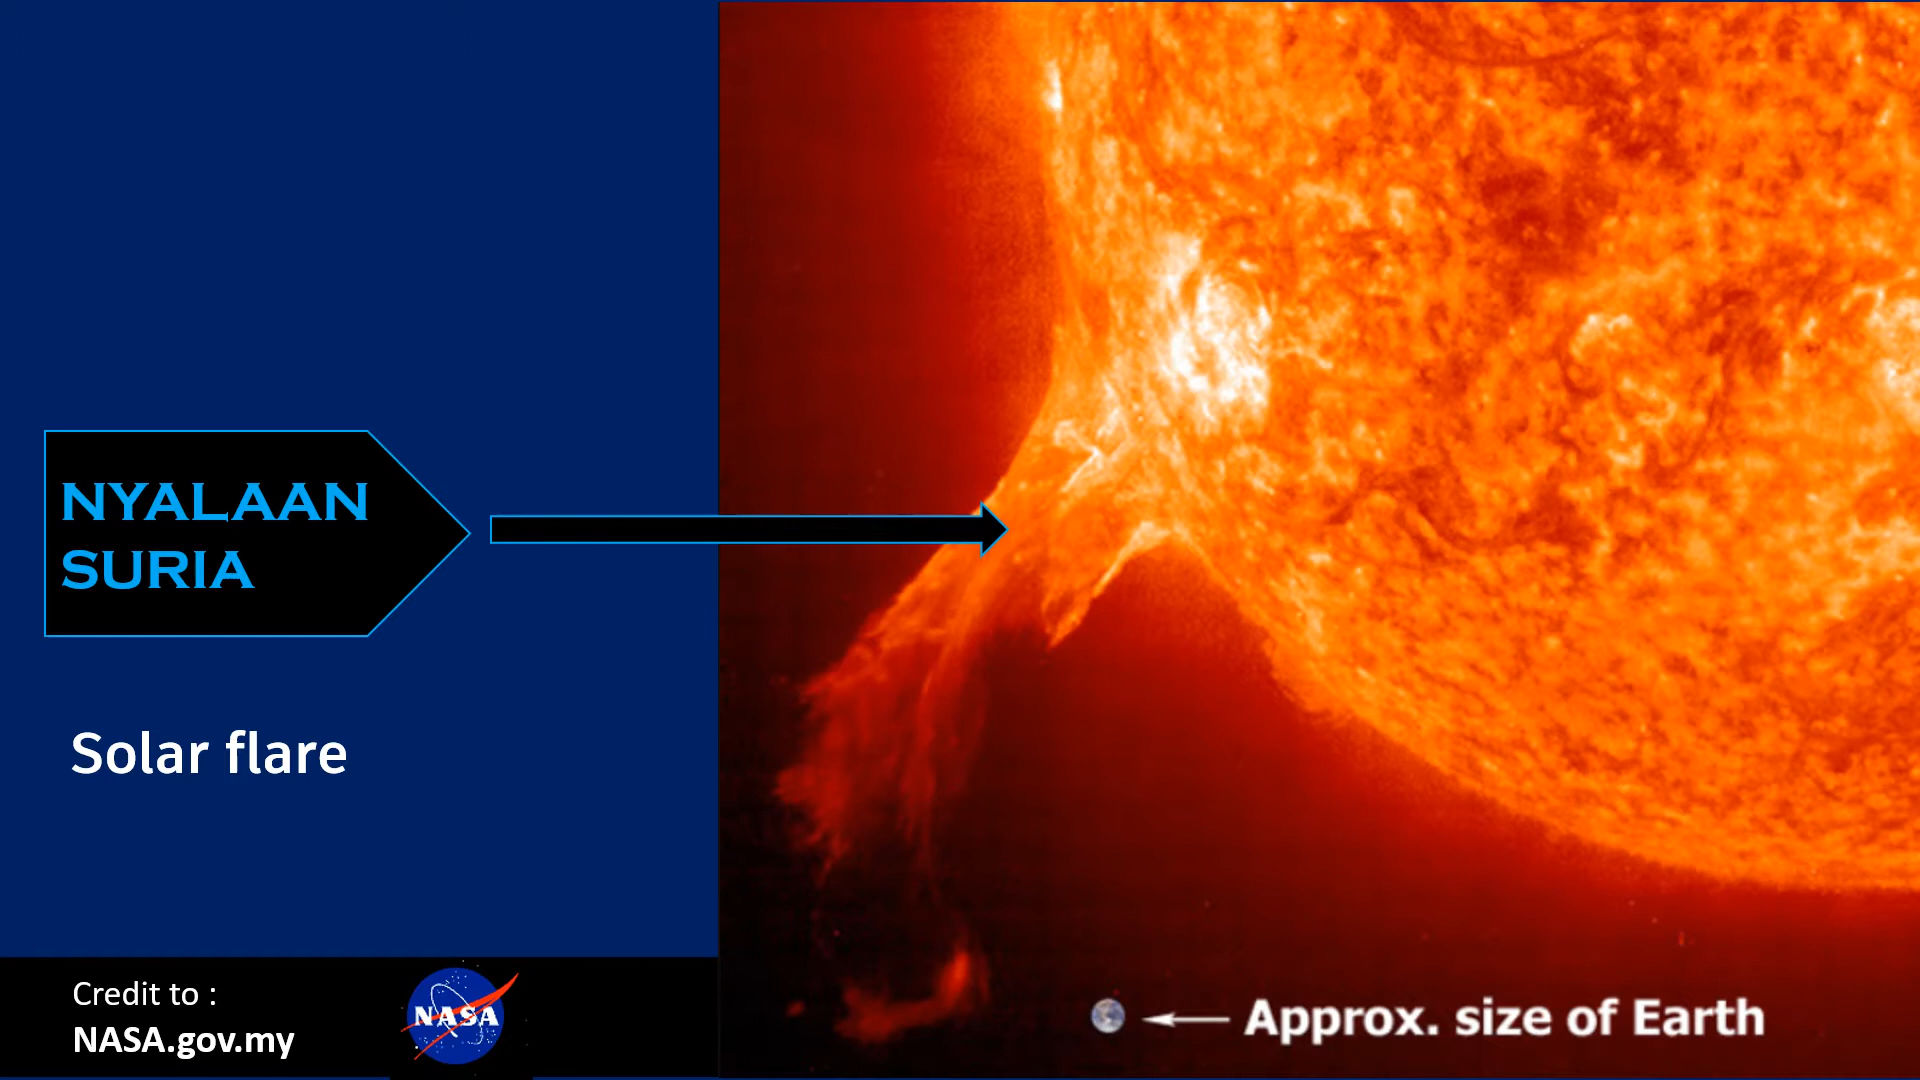 NYALAAN
SURIA
Solar flare
Credit to :
NASA.gov.my
NASA
Approx. size of Earth